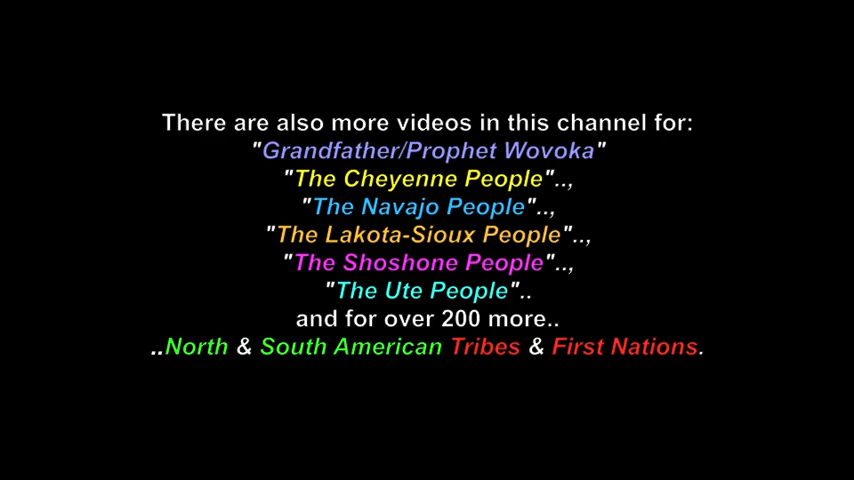 There are also more videos in this channel for:
"Grandfather/Prophet Wovoka"
"The Cheyenne People"..,
"The Navajo People"..,
"The Lakota-Sioux People"..,
"The Shoshone People"..,
"The Ute People"..
and for over 200 more..
..North & South American Tribes & First Nations.